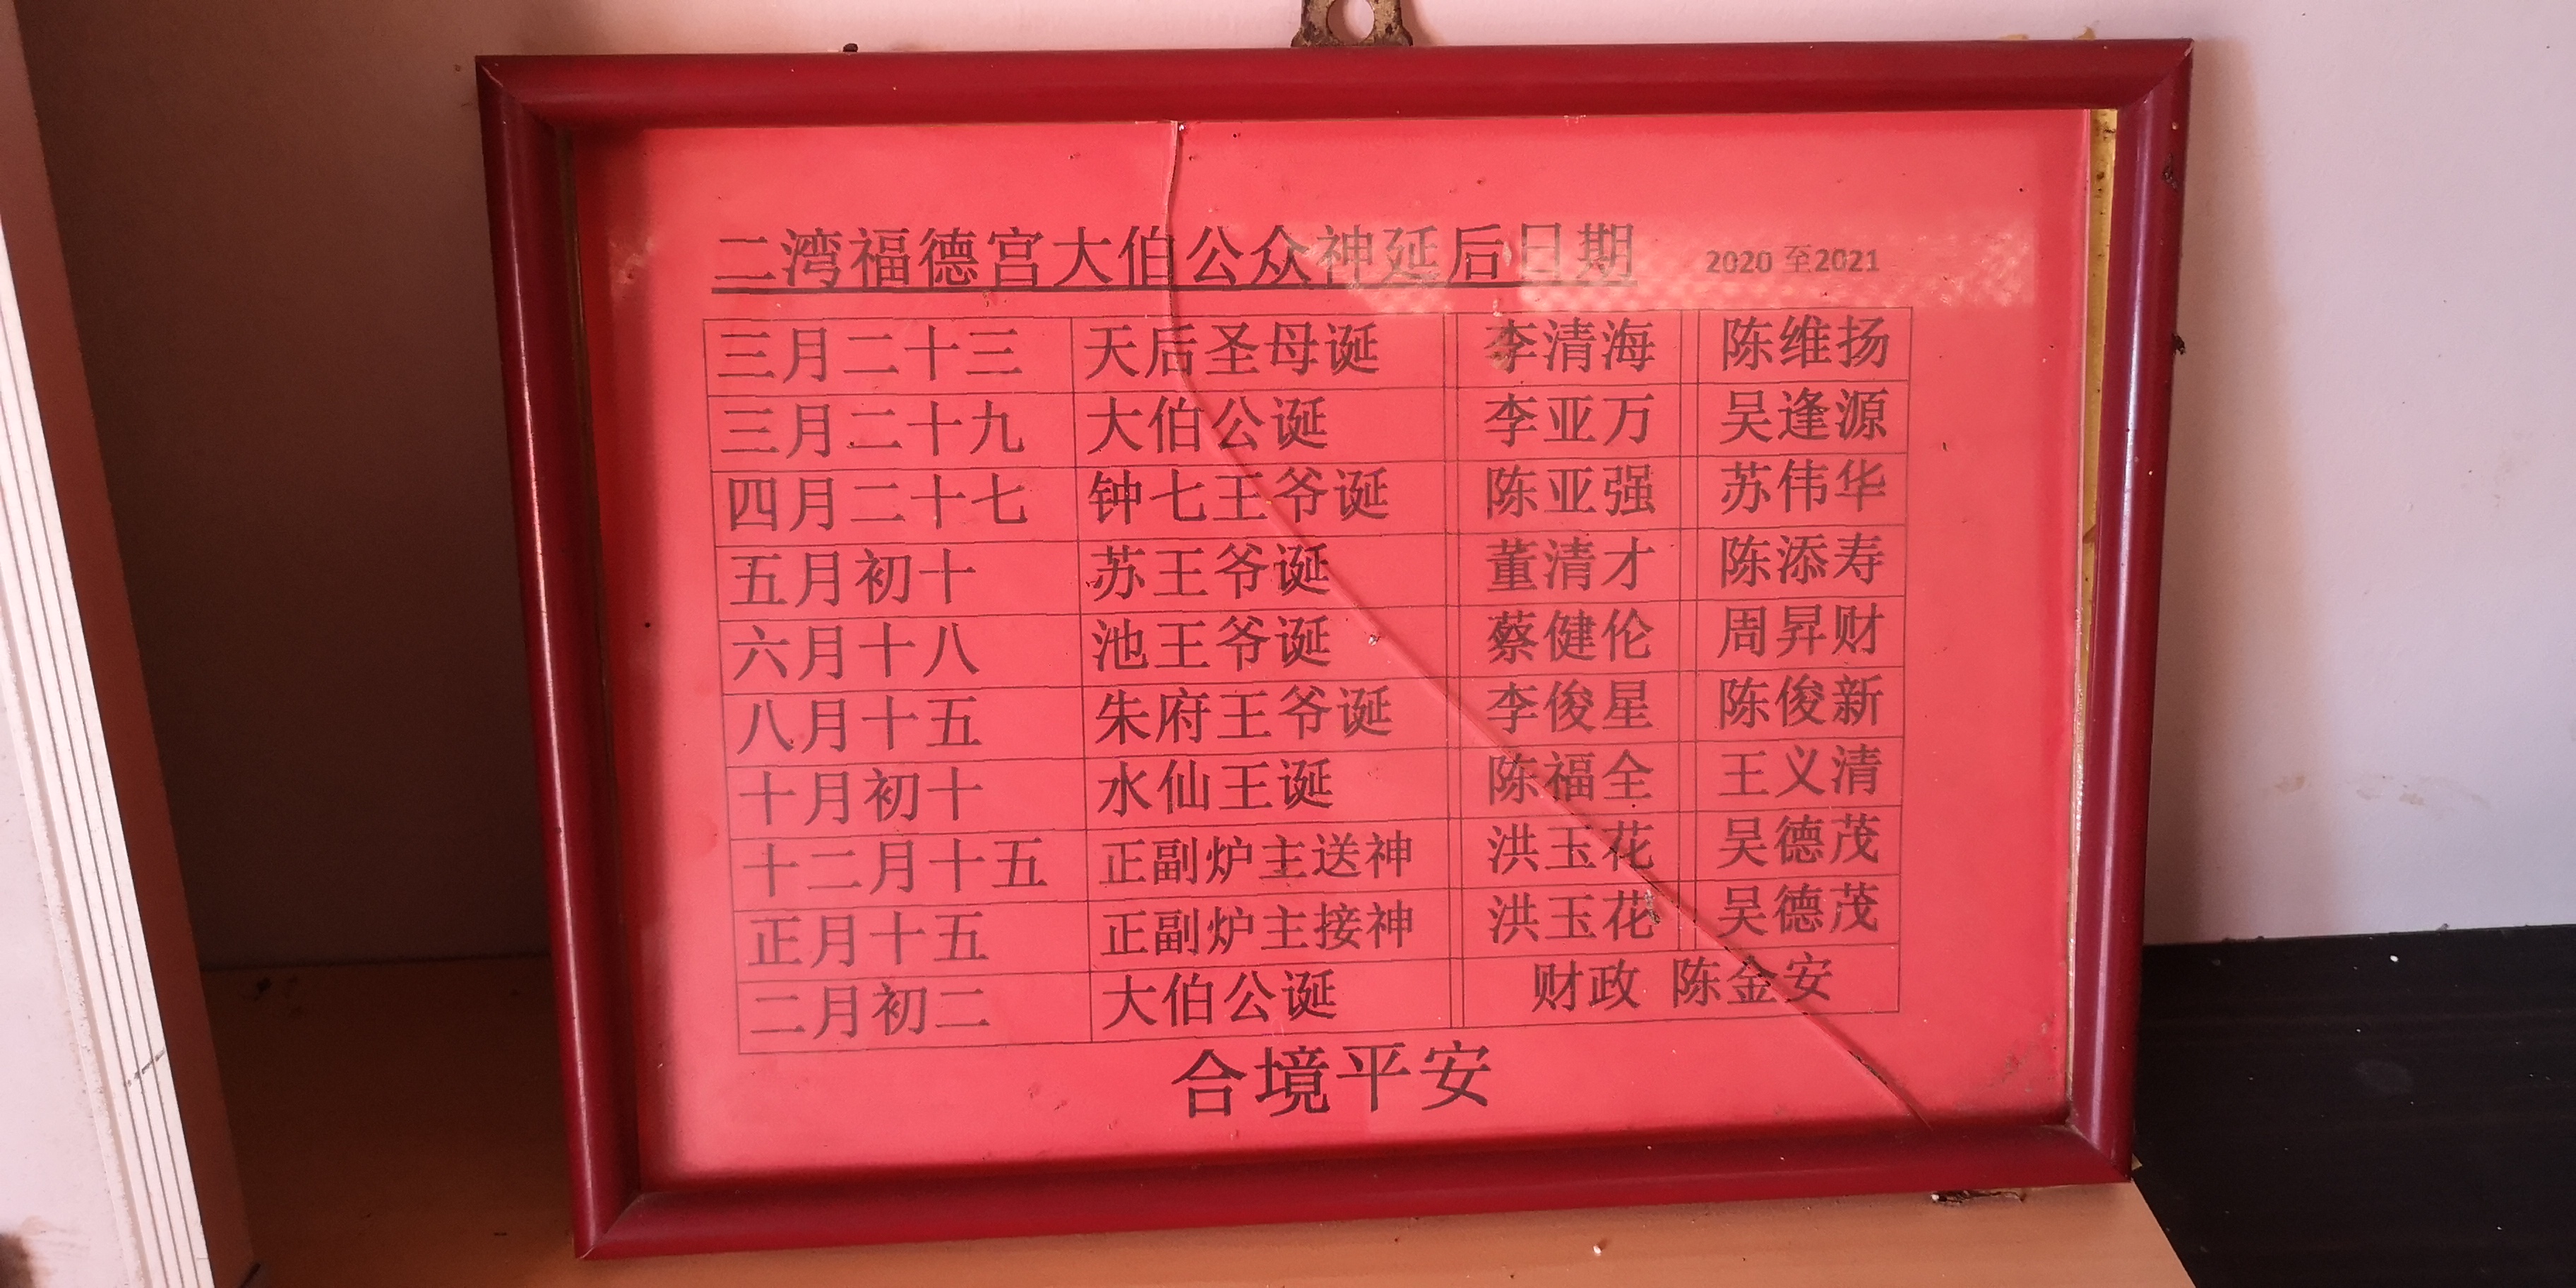 二湾福德宫大伯公众神延后日期 2020 至2021
三月二十三 天后圣母诞 李清海 陈维扬
三月二十九 大伯公诞 李亚万 吴逢源
四月二十七 钟七王爷诞 陈亚强 苏伟华
五月初十 苏王爷诞 董清才 陈添寿
六月十八 池王爷诞 蔡健伦 周昇财
八月十五 朱府王爷诞 李俊星 陈俊新
十月初十 水仙王诞 陈福全 王义清
十二月十五 正副炉主送神 洪玉花 吴德茂
正月十五 正副炉主接神 洪玉花 吴德茂
二月初二 大伯公诞 财政 陈金安
合境平安